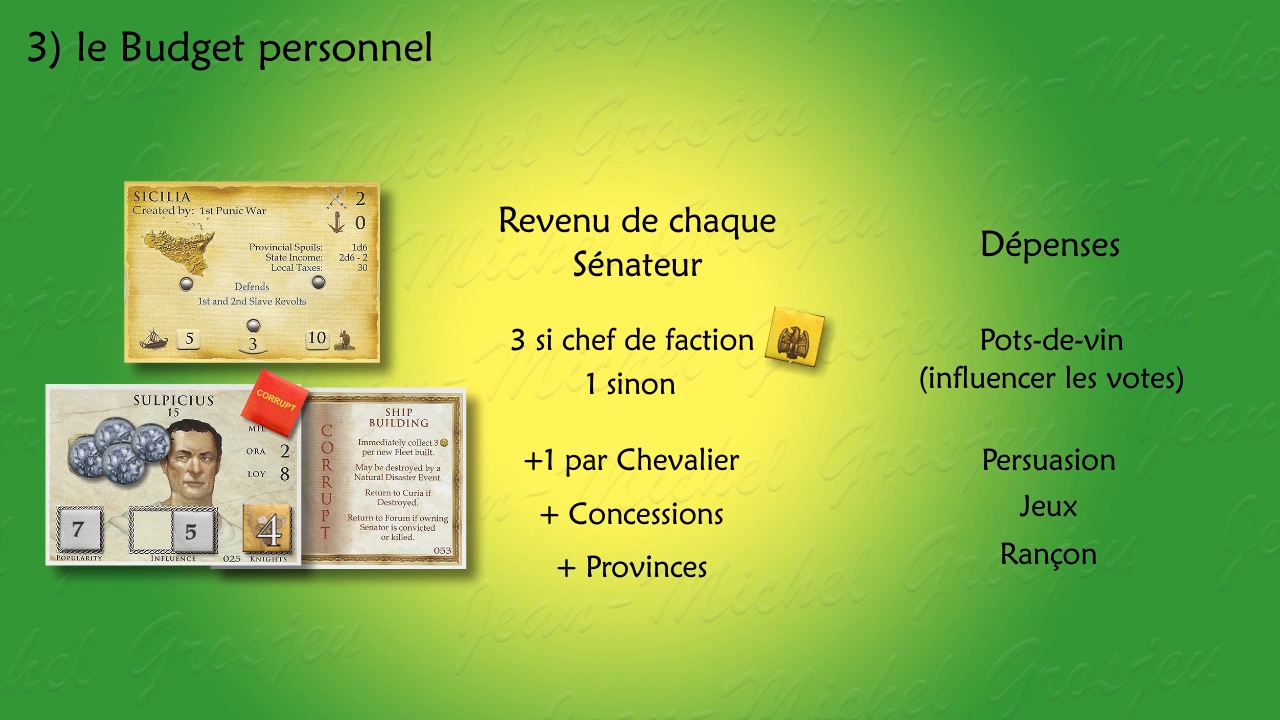 3) le Budget personnel
SICILIA
Created by: 1st Punic War
2
0
Provincial Spoils: 1d6
State Income: 2d6 - 2
Local Taxes: 30
Defends
1st and 2nd Slave Revolts
5
3
10
SULPICIUS
15
CORRUPT
MIL
ORA 2
LOY 8
7
5
4
POPULARITY
INFLUENCE
025
KNIGHTS
CORRUPT
SHIP
BUILDING
Immediately collect 3
per new Fleet built.
May be destroyed by a
Natural Disaster Event.
Return to Curia if
Destroyed.
Return to Forum if owning
Senator is convicted
or killed.
053
Revenu de chaque
Sénateur
3 si chef de faction
1 sinon
+1 par Chevalier
+ Concessions
+ Provinces
Dépenses
Pots-de-vin
(influencer les votes)
Persuasion
Jeux
Rançon
Jean-Michel Grosjeu